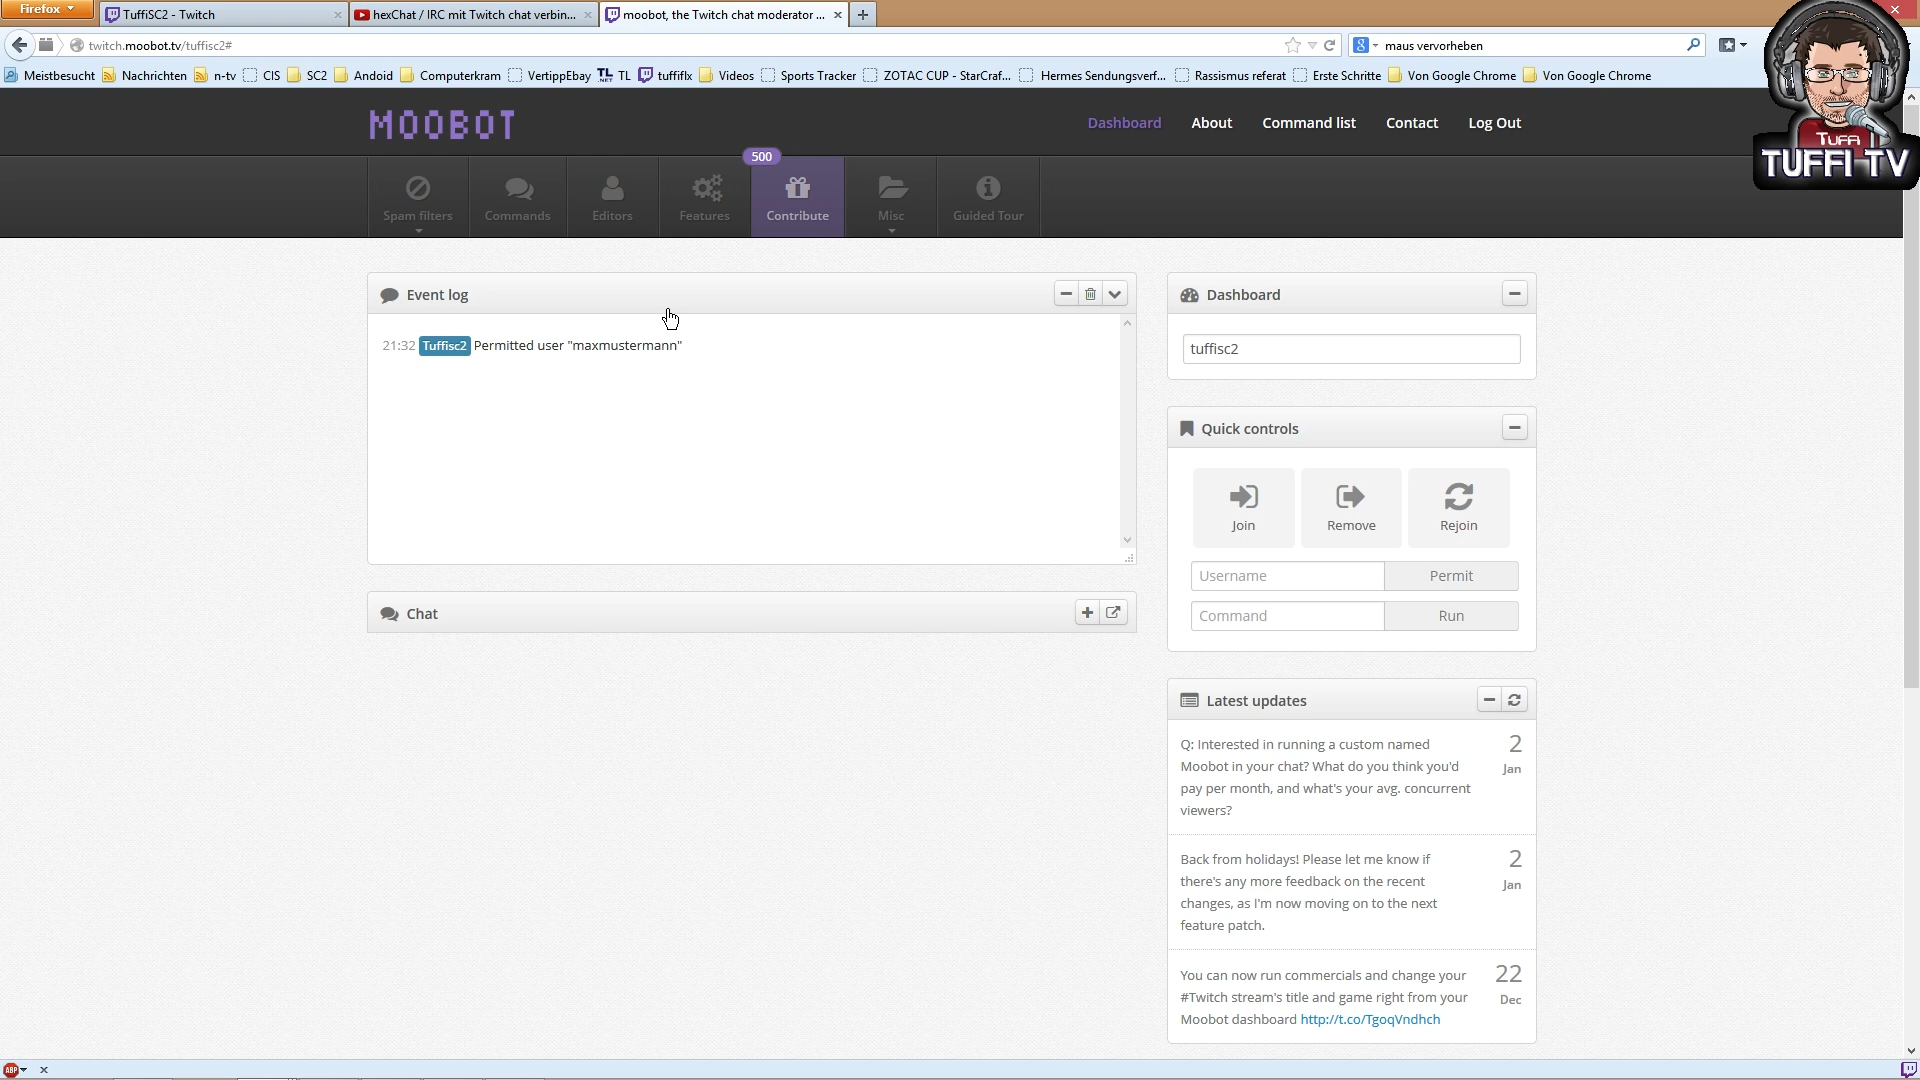 Firefox
TuffiSC2 - Twitch
hexChat / IRC mit Twitch chat verbin...
moobot, the Twitch chat moderator ...
twitch.moobot.tv/tuffisc2#
maus vervorheben
Meistbesucht Nachrichten n-tv CIS SC2 Andoid Computerkram VertippEbay TL tuffiflx Videos Sports Tracker ZOTAC CUP - StarCraf... Hermes Sendungsverf... Rassismus referat Erste Schritte Von Google Chrome Von Google Chrome
TUFFI
TUFFI TV
MOOBOT
Dashboard About Command list Contact Log Out
500
Spam filters Commands Editors Features Contribute Misc Guided Tour
Event log
21:32 Tuffisc2 Permitted user "maxmustermann"
Chat
Dashboard
tuffisc2
Quick controls
Join Remove Rejoin
Username Permit
Command Run
Latest updates
Q: Interested in running a custom named
Moobot in your chat? What do you think you'd
pay per month, and what's your avg. concurrent
viewers?
2
Jan
Back from holidays! Please let me know if
there's any more feedback on the recent
changes, as I'm now moving on to the next
feature patch.
2
Jan
You can now run commercials and change your
#Twitch stream's title and game right from your
Moobot dashboard http://t.co/TgoqVndhch
22
Dec
ABP